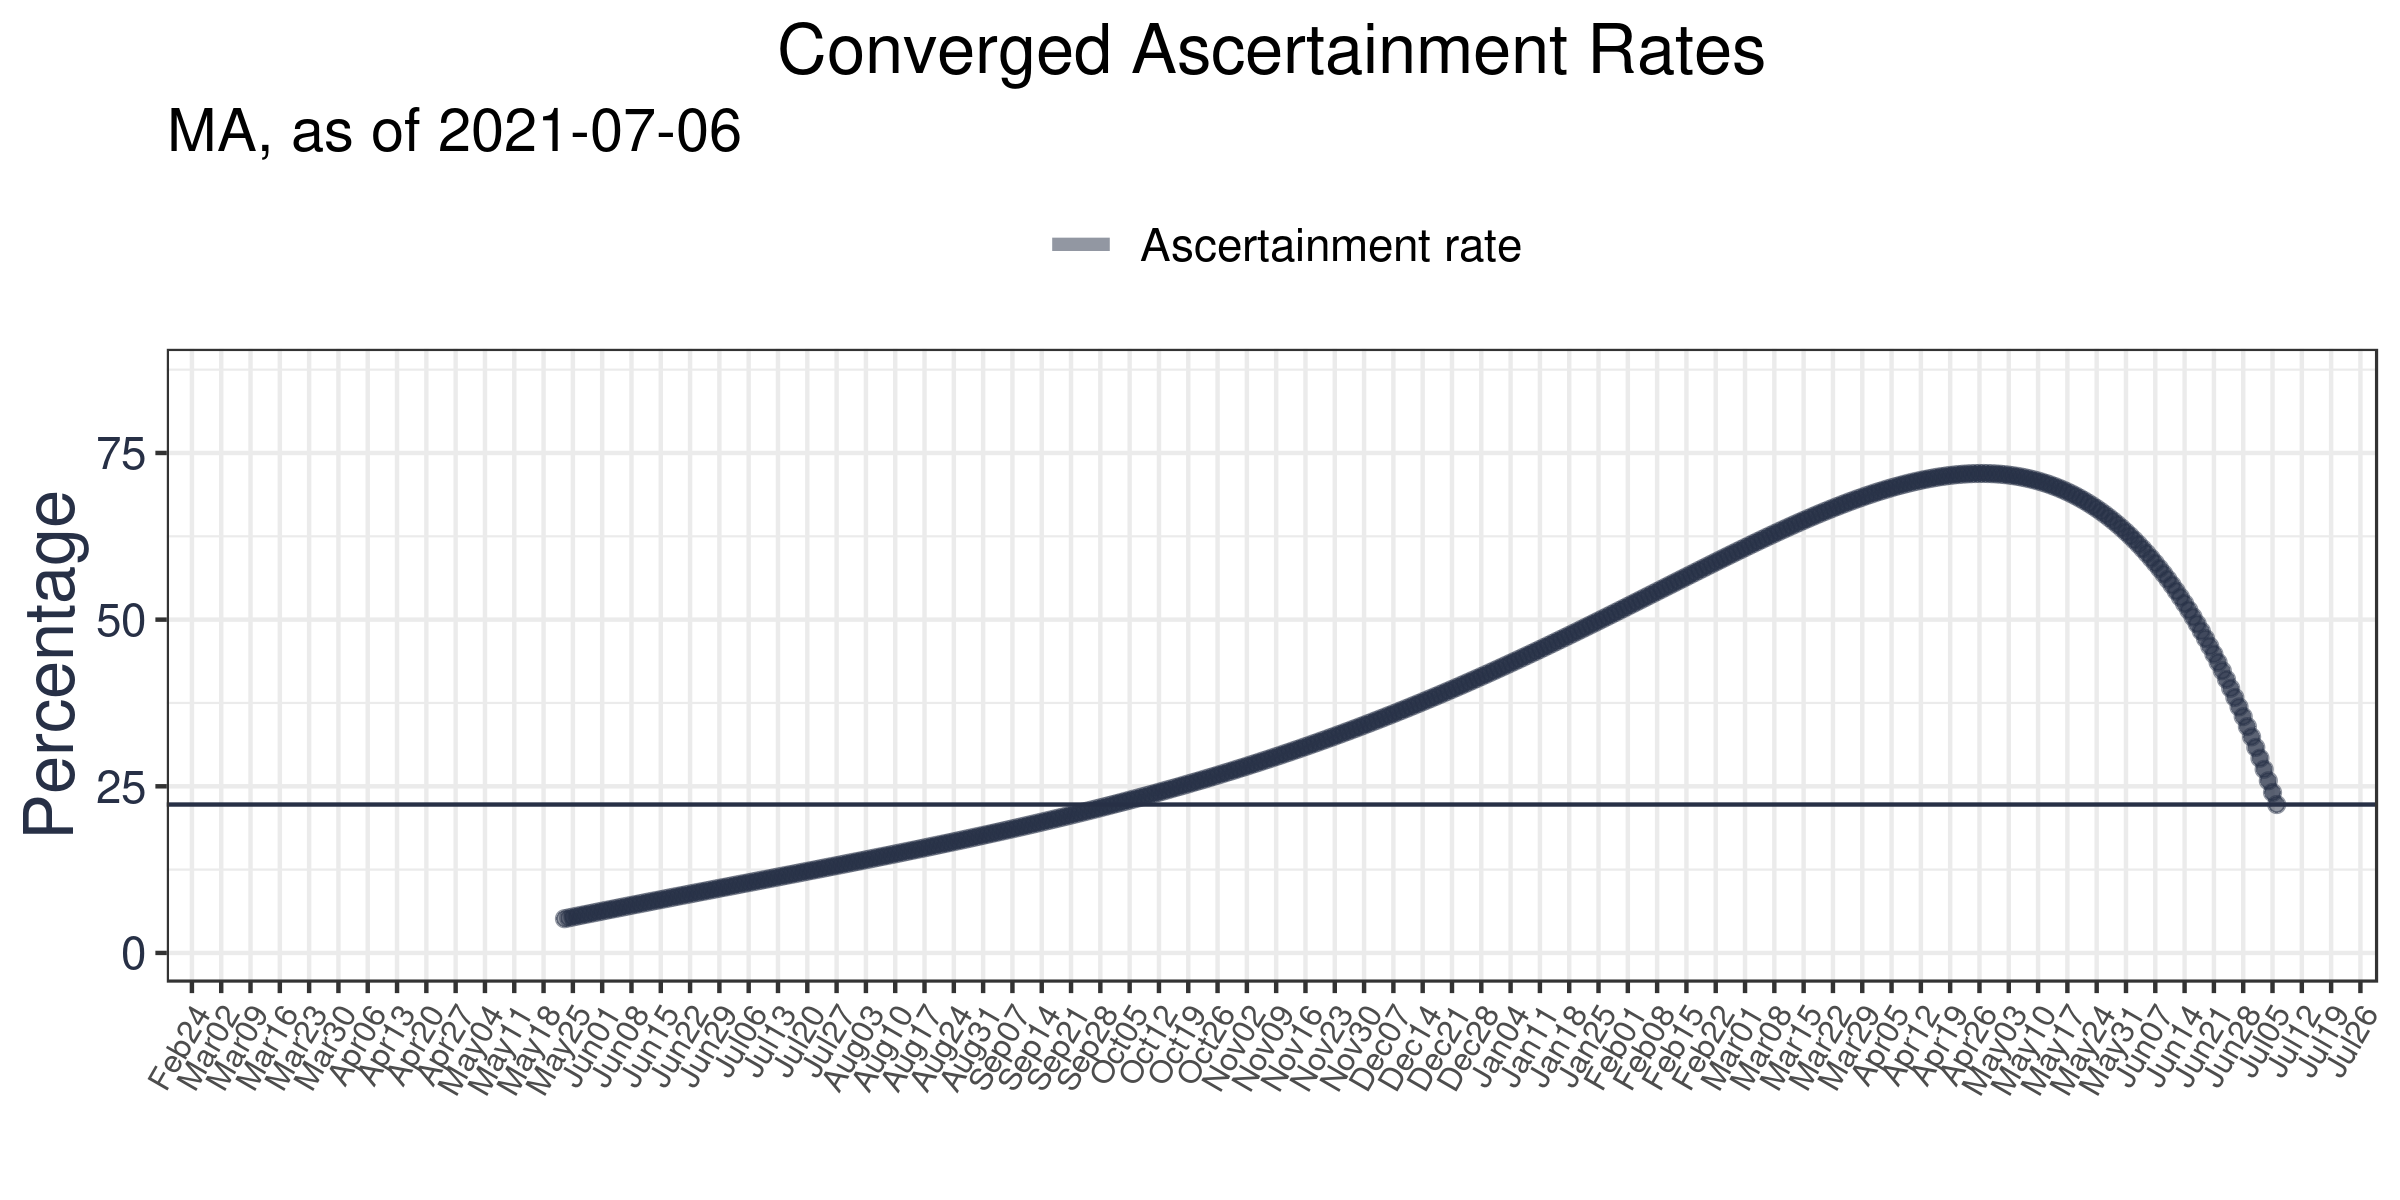 Converged Ascertainment Rates
MA, as of 2021-07-06
Ascertainment rate
Percentage
75
50
25
0
Feb24 Mar02 Mar09 Mar16 Mar23 Mar30 Apr06 Apr13 Apr20 Apr27 May04 May11 May18 May25 Jun01 Jun08 Jun15 Jun22 Jun29 Jul06 Jul13 Jul20 Jul27 Aug03 Aug10 Aug17 Aug24 Aug31 Sep07 Sep14 Sep21 Sep28 Oct05 Oct12 Oct19 Oct26 Nov02 Nov09 Nov16 Nov23 Nov30 Dec07 Dec14 Dec21 Dec28 Jan04 Jan11 Jan18 Jan25 Feb01 Feb08 Feb15 Feb22 Mar01 Mar08 Mar15 Mar22 Mar29 Apr05 Apr12 Apr19 Apr26 May03 May10 May17 May24 May31 Jun07 Jun14 Jun21 Jun28 Jul05 Jul12 Jul19 Jul26